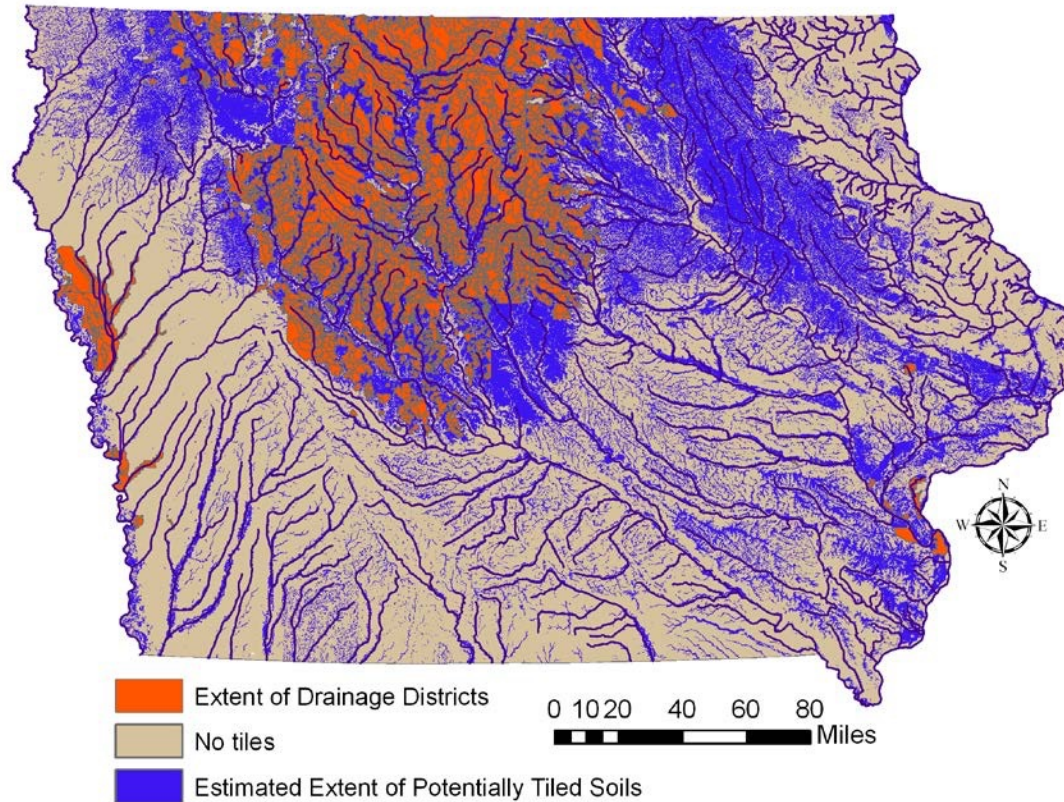 N
W E
S
Extent of Drainage Districts
No tiles
Estimated Extent of Potentially Tiled Soils
0 10 20 40 60 80
Miles